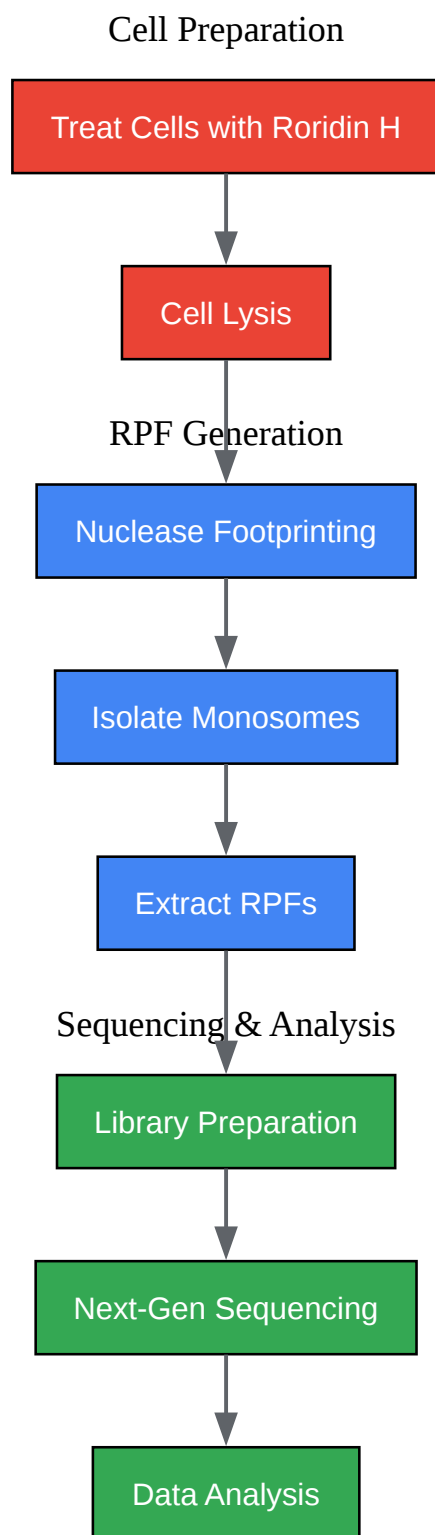 Cell Preparation
Treat Cells with Roridin H
Cell Lysis
RPF Generation
Nuclease Footprinting
Isolate Monosomes
Extract RPFs
Sequencing & Analysis
Library Preparation
Next-Gen Sequencing
Data Analysis